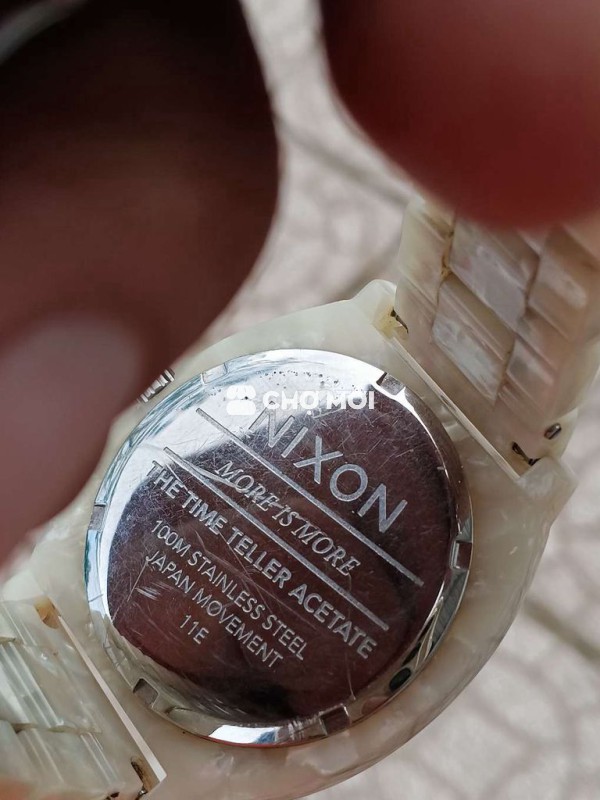 CHỢ MỚI
NIXON
MORE IS MORE
THE TIME TELLER ACETATE
100M STAINLESS STEEL
JAPAN MOVEMENT
11E